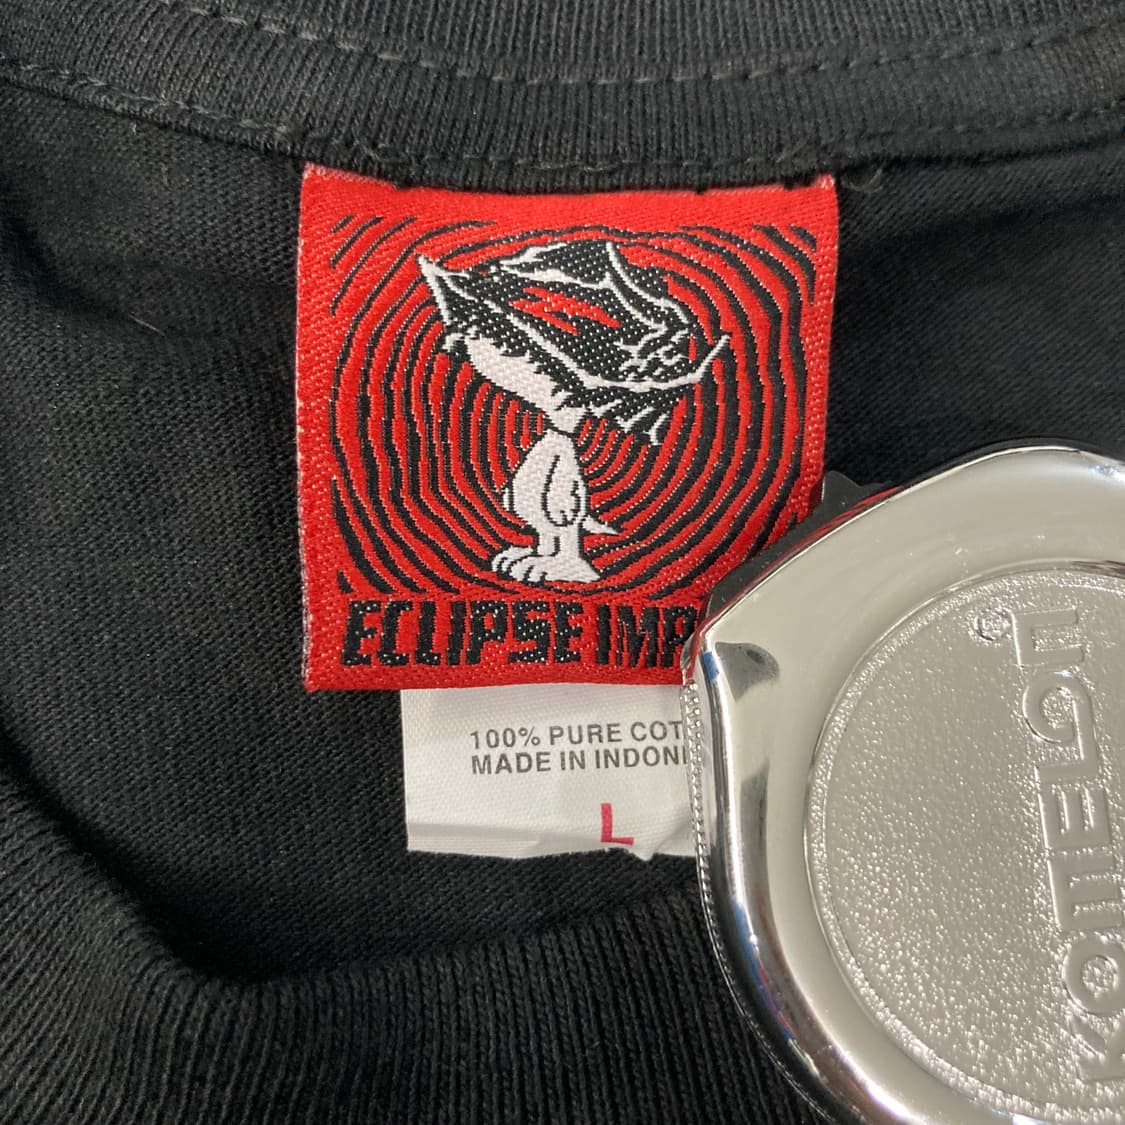 ECLIPSE IMP
100% PURE COT
MADE IN INDONE
L
KOMELON
®